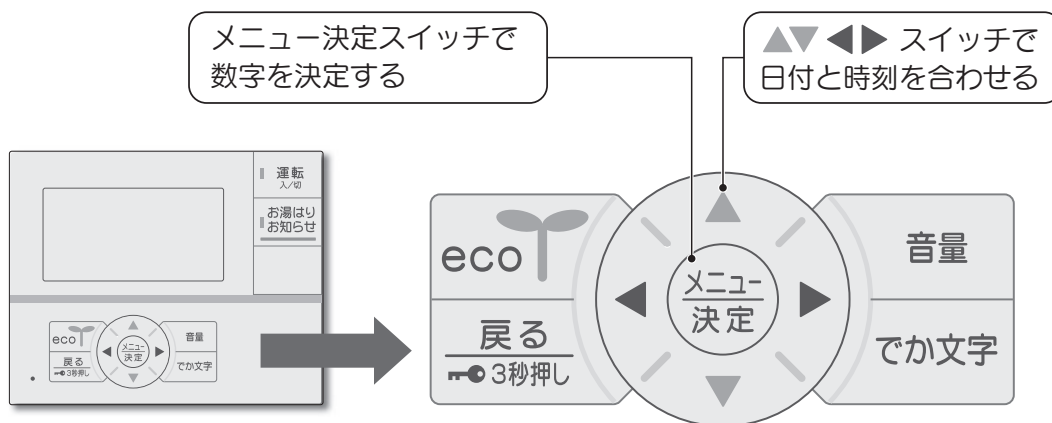 メニュー決定スイッチで
数字を決定する
▲▼◀▶ スイッチで
日付と時刻を合わせる
運転
入/切
お湯はり
お知らせ
eco
戻る
3秒押し
メニュー
決定
音量
でか文字
eco
戻る
3秒押し
メニュー
決定
音量
でか文字